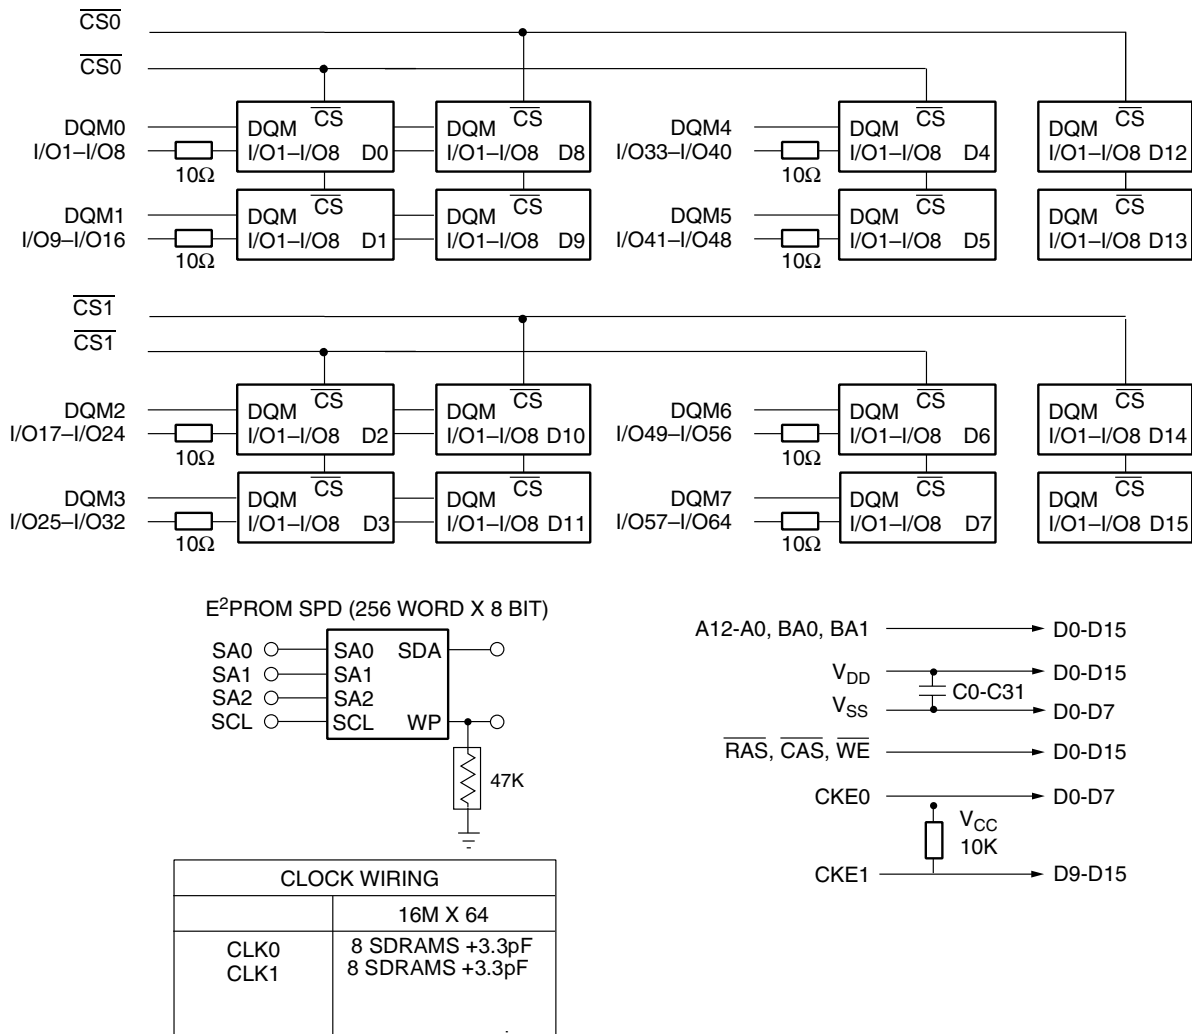 CS0
CS0
DQM0
I/O1–I/O8
10Ω
DQM CS
I/O1–I/O8 D0
DQM CS
I/O1–I/O8 D8
DQM4
I/O33–I/O40
10Ω
DQM CS
I/O1–I/O8 D4
DQM CS
I/O1–I/O8 D12
DQM1
I/O9–I/O16
10Ω
DQM CS
I/O1–I/O8 D1
DQM CS
I/O1–I/O8 D9
DQM5
I/O41–I/O48
10Ω
DQM CS
I/O1–I/O8 D5
DQM CS
I/O1–I/O8 D13
CS1
CS1
DQM2
I/O17–I/O24
10Ω
DQM CS
I/O1–I/O8 D2
DQM CS
I/O1–I/O8 D10
DQM6
I/O49–I/O56
10Ω
DQM CS
I/O1–I/O8 D6
DQM CS
I/O1–I/O8 D14
DQM3
I/O25–I/O32
10Ω
DQM CS
I/O1–I/O8 D3
DQM CS
I/O1–I/O8 D11
DQM7
I/O57–I/O64
10Ω
DQM CS
I/O1–I/O8 D7
DQM CS
I/O1–I/O8 D15
E²PROM SPD (256 WORD X 8 BIT)
SA0 SA0 SDA
SA1 SA1
SA2 SA2
SCL SCL WP
47K
A12-A0, BA0, BA1 D0-D15
VDD D0-D15
C0-C31
VSS D0-D7
RAS, CAS, WE D0-D15
CKE0 D0-D7
VCC
10K
CKE1 D9-D15
CLOCK WIRING
16M X 64
CLK0 8 SDRAMS +3.3pF
CLK1 8 SDRAMS +3.3pF